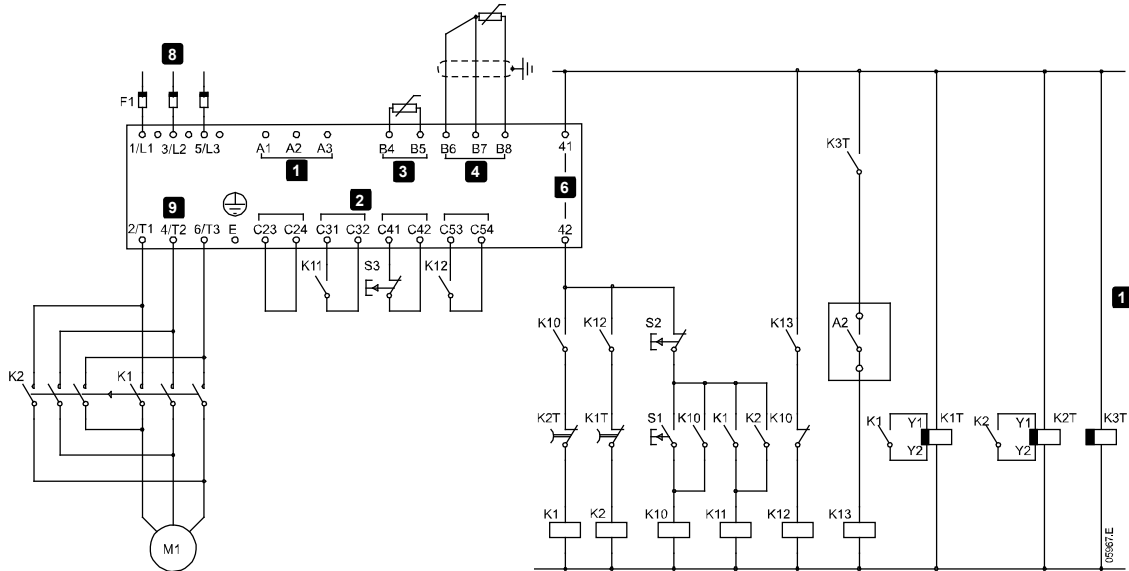 8
F1
1/L1 3/L2 5/L3 A1 A2 A3 B4 B5 B6 B7 B8 41
1 3 4 6
9 2
2/T1 4/T2 6/T3 E C23 C24 C31 C32 C41 C42 C53 C54 42
K11 S3 K12
K2 K1
M1
K3T
K10 K12 S2 K13 A2
1
K2T K1T S1 K10 K1 K2 K10
K1 Y1 K1T K2 Y1 K2T K3T
Y2 Y2
K1 K2 K10 K11 K12 K13
05967.E